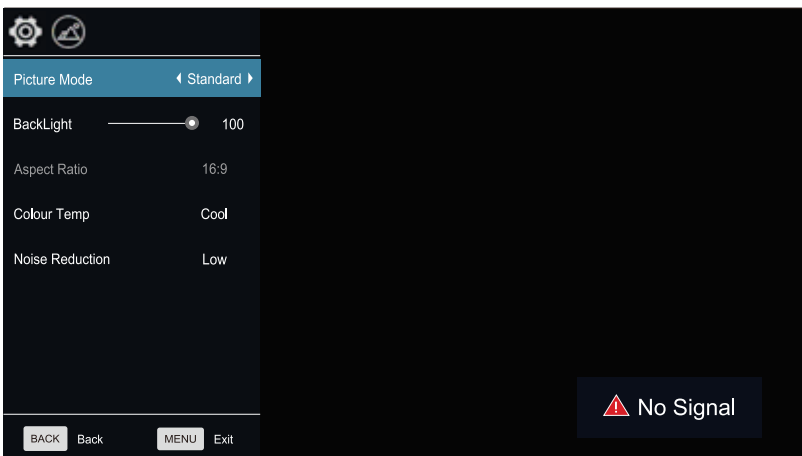 Picture Mode Standard
BackLight 100
Aspect Ratio 16:9
Colour Temp Cool
Noise Reduction Low
No Signal
BACK Back MENU Exit